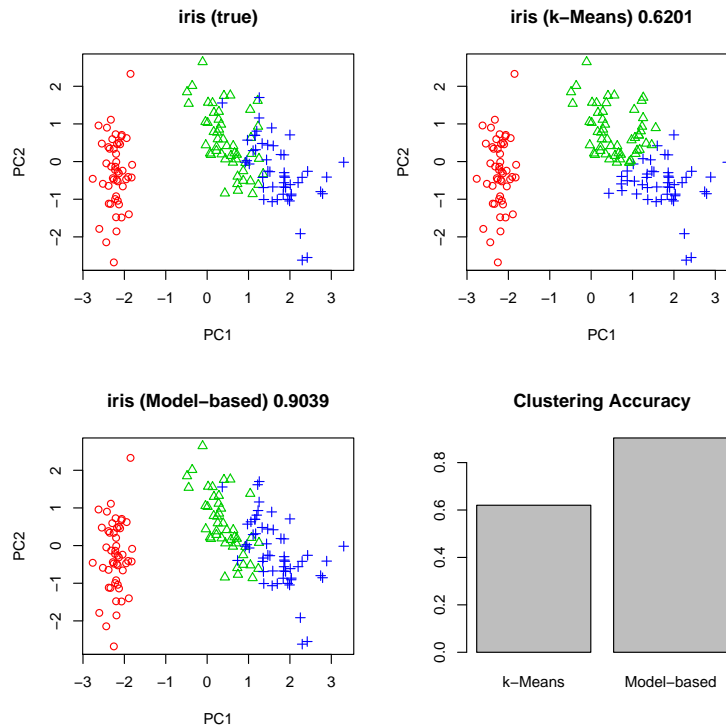 iris (true)
PC2
2
1
0
−1
−2
−3 −2 −1 0 1 2 3
PC1
iris (k−Means) 0.6201
PC2
2
1
0
−1
−2
−3 −2 −1 0 1 2 3
PC1
iris (Model−based) 0.9039
PC2
2
1
0
−1
−2
−3 −2 −1 0 1 2 3
PC1
Clustering Accuracy
0.8
0.6
0.4
0.2
0.0
k−Means Model−based